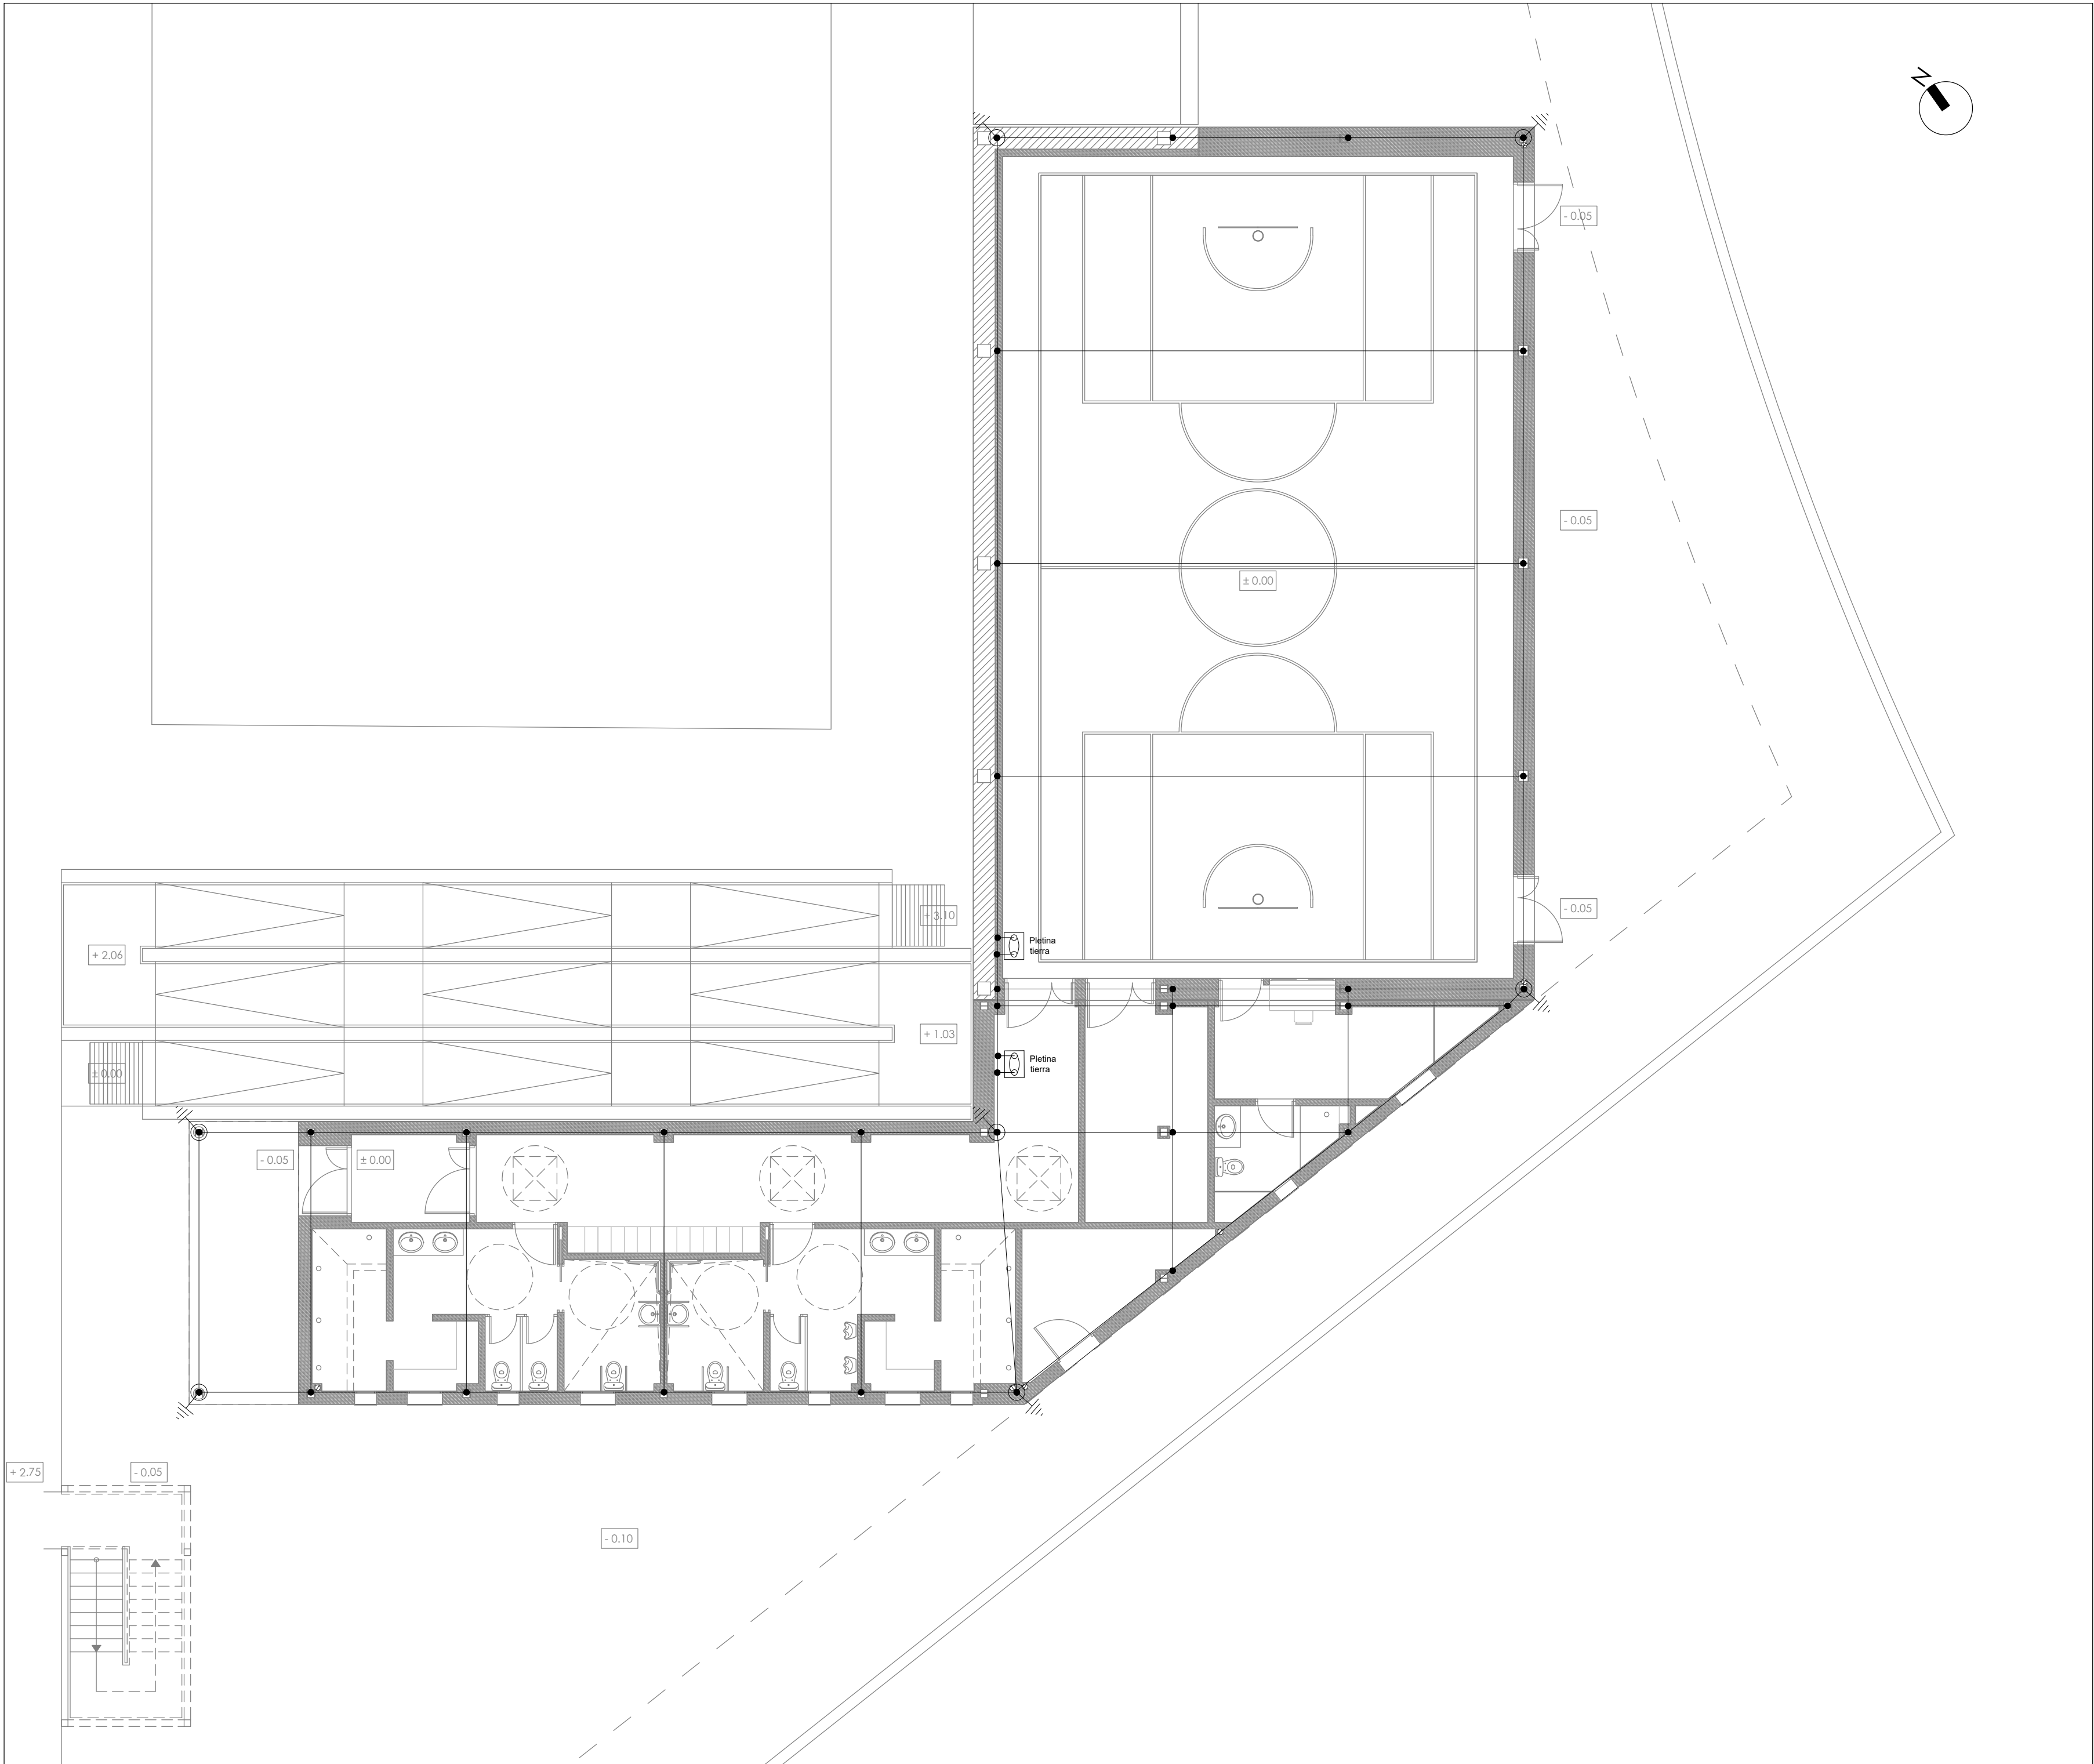 N
- 0.05
- 0.05
± 0.00
- 0.05
+ 3.10
Pletina
tierra
+ 2.06
+ 1.03
Pletina
tierra
± 0.00
- 0.05
± 0.00
+ 2.75
- 0.05
- 0.10